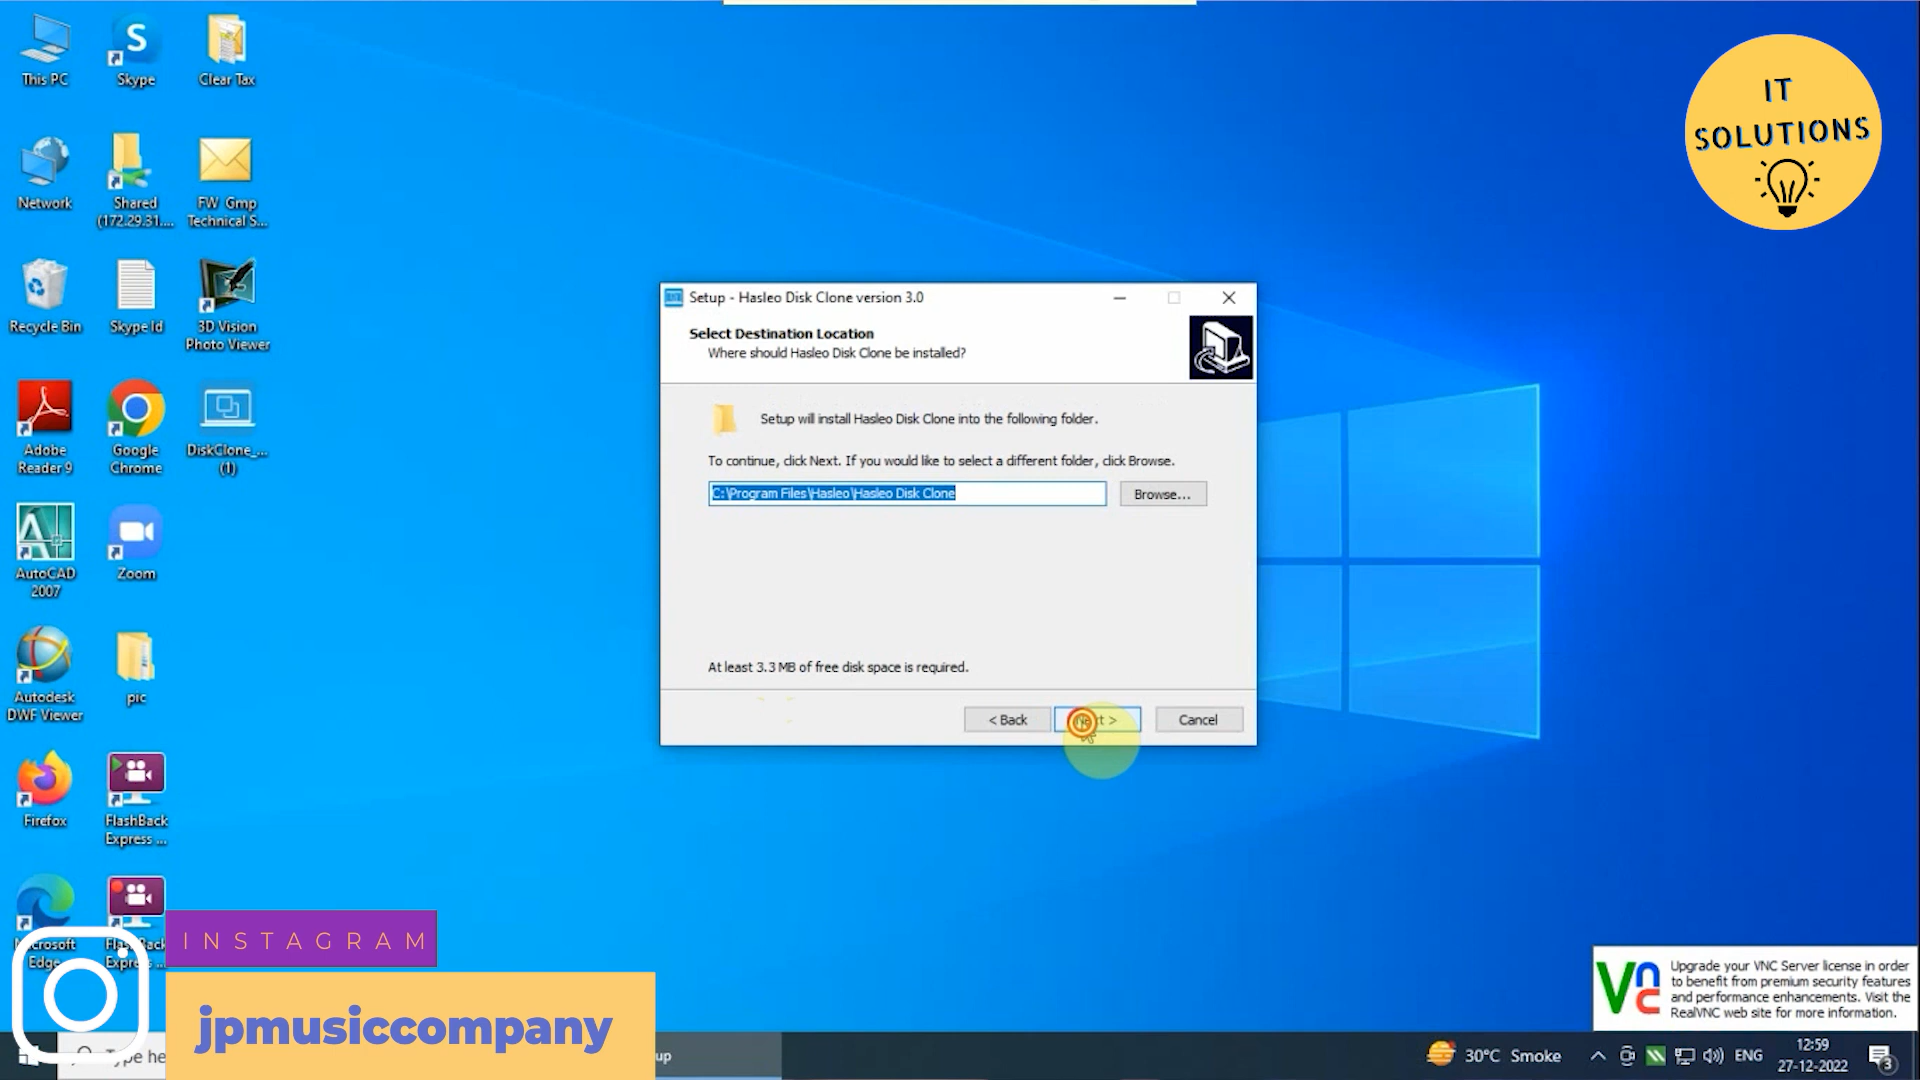 This PC
Skype
Clear Tax
Network
Shared
(172.29.31....
FW Gmp
Technical S...
Recycle Bin
Skype Id
3D Vision
Photo Viewer
Adobe
Reader 9
Google
Chrome
DiskClone_...
(1)
AutoCAD
2007
Zoom
Autodesk
DWF Viewer
pic
Firefox
FlashBack
Express ...
Edge
Expres...
IT
SOLUTIONS
Setup - Hasleo Disk Clone version 3.0
Select Destination Location
Where should Hasleo Disk Clone be installed?
Setup will install Hasleo Disk Clone into the following folder.
To continue, click Next. If you would like to select a different folder, click Browse.
C:\Program Files\Hasleo\Hasleo Disk Clone
Browse...
At least 3.3 MB of free disk space is required.
< Back
Cancel
INSTAGRAM
jpmusiccompany
Type he
up
Upgrade your VNC Server license in order
to benefit from premium security features
and performance enhancements. Visit the
RealVNC web site for more information.
30°C Smoke
ENG
12:59
27-12-2022
3